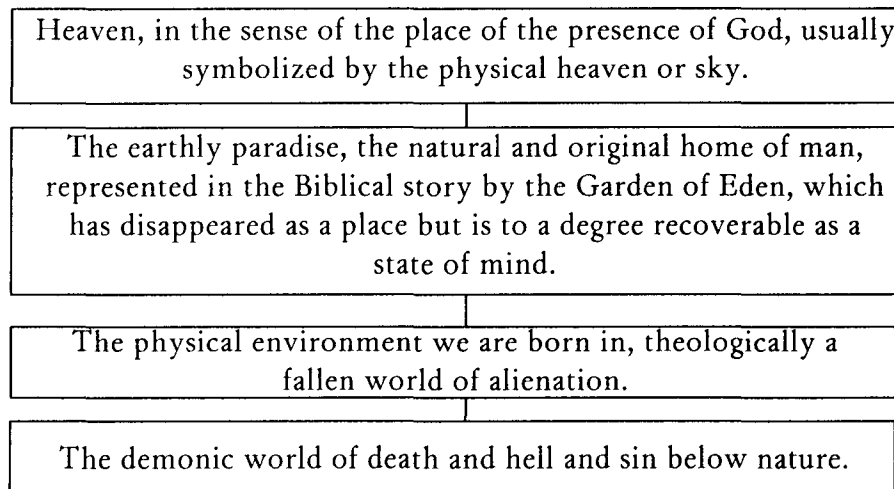 Heaven, in the sense of the place of the presence of God, usually
symbolized by the physical heaven or sky.
The earthly paradise, the natural and original home of man,
represented in the Biblical story by the Garden of Eden, which
has disappeared as a place but is to a degree recoverable as a
state of mind.
The physical environment we are born in, theologically a
fallen world of alienation.
The demonic world of death and hell and sin below nature.